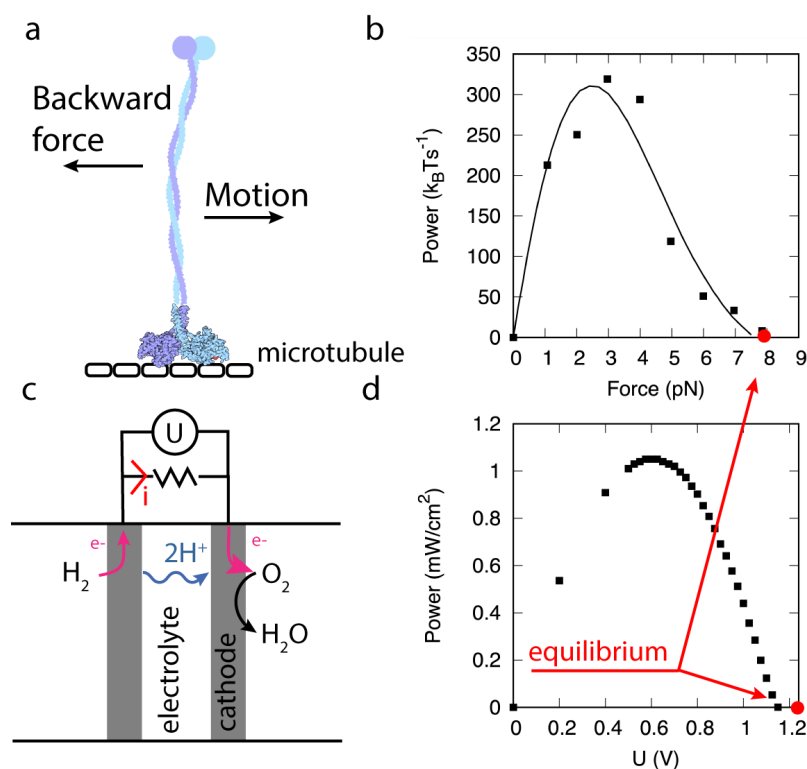 a
Backward
force
Motion
microtubule
b
350
300
250
200
150
100
50
0
Power (kBTs-1)
0 1 2 3 4 5 6 7 8 9
Force (pN)
c
U
i
e-
e-
H2
2H+
O2
H2O
electrolyte
cathode
d
1.2
1
0.8
0.6
0.4
0.2
0
Power (mW/cm2)
equilibrium
0 0.2 0.4 0.6 0.8 1 1.2
U (V)